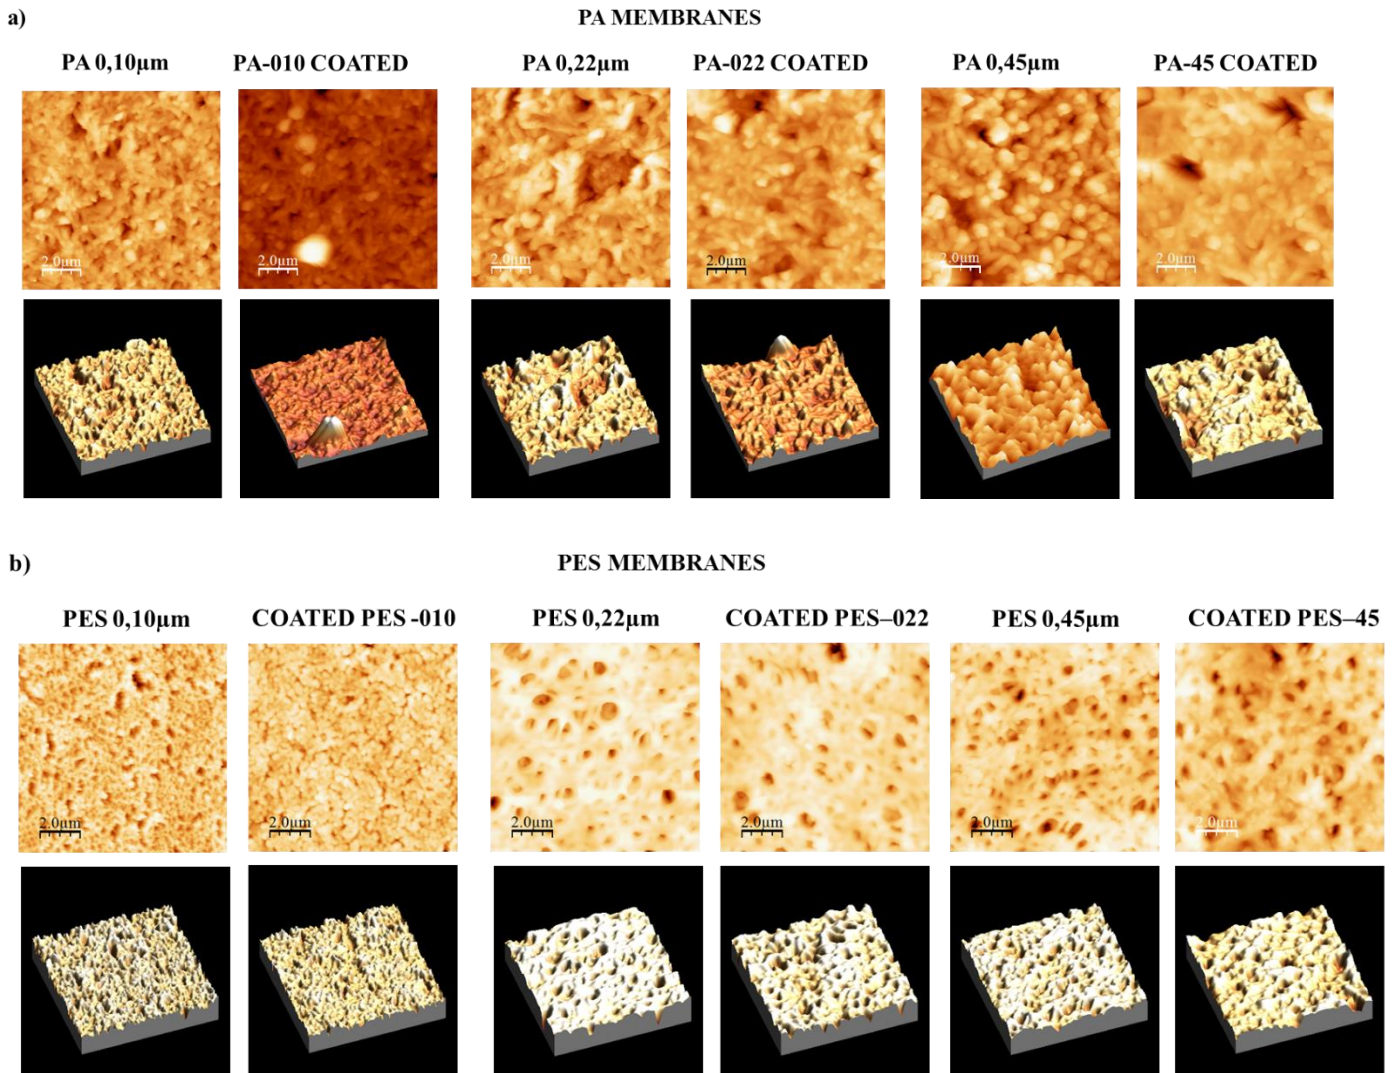 a)
PA MEMBRANES
PA 0,10µm
PA-010 COATED
PA 0,22µm
PA-022 COATED
PA 0,45µm
PA-45 COATED
2.0µm
2.0µm
2.0µm
2.0µm
2.0µm
2.0µm
b)
PES MEMBRANES
PES 0,10µm
COATED PES -010
PES 0,22µm
COATED PES–022
PES 0,45µm
COATED PES–45
2.0µm
2.0µm
2.0µm
2.0µm
2.0µm
2.0µm